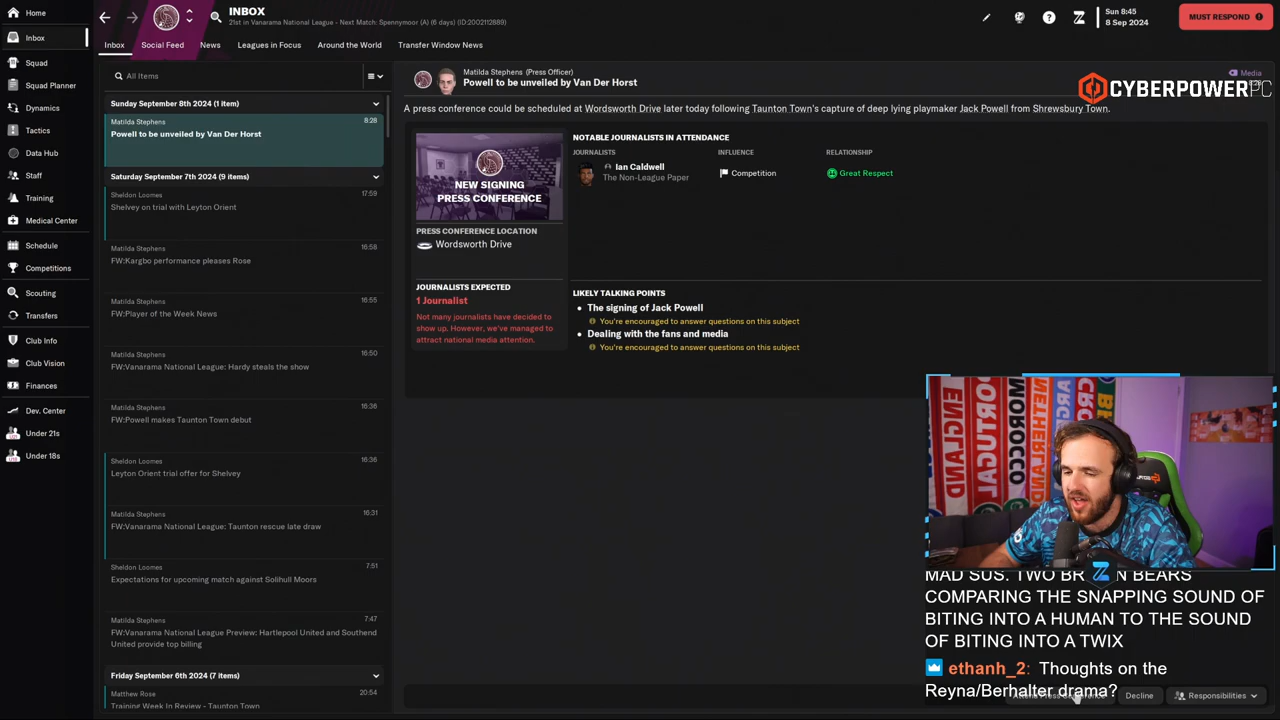 Home
Inbox
Squad
Squad Planner
Dynamics
Tactics
Data Hub
Staff
Training
Medical Center
Schedule
Competitions
Scouting
Transfers
Club Info
Club Vision
Finances
Dev. Center
Under 21s
Under 18s
INBOX
21st in Vanarama National League - Next Match: Spennymoor (A) (6 days) (ID:2002112889)
Sun 8:45
8 Sep 2024
MUST RESPOND
Inbox
Social Feed
News
Leagues in Focus
Around the World
Transfer Window News
All Items
Sunday September 8th 2024 (1 item)
Matilda Stephens
8:28
Powell to be unveiled by Van Der Horst
Saturday September 7th 2024 (9 items)
Sheldon Loomes
17:59
Shelvey on trial with Leyton Orient
Matilda Stephens
16:58
FW:Kargbo performance pleases Rose
Matilda Stephens
16:55
FW:Player of the Week News
Matilda Stephens
16:50
FW:Vanarama National League: Hardy steals the show
Matilda Stephens
16:36
FW:Powell makes Taunton Town debut
Sheldon Loomes
16:36
Leyton Orient trial offer for Shelvey
Matilda Stephens
16:31
FW:Vanarama National League: Taunton rescue late draw
Sheldon Loomes
7:51
Expectations for upcoming match against Solihull Moors
Matilda Stephens
7:47
FW:Vanarama National League Preview: Hartlepool United and Southend
United provide top billing
Friday September 6th 2024 (7 items)
Matthew Rose
20:54
Training Week In Review - Taunton Town
Matilda Stephens (Press Officer)
Powell to be unveiled by Van Der Horst
Media
CYBERPOWERPC
A press conference could be scheduled at Wordsworth Drive later today following Taunton Town's capture of deep lying playmaker Jack Powell from Shrewsbury Town.
NEW SIGNING
PRESS CONFERENCE
PRESS CONFERENCE LOCATION
Wordsworth Drive
JOURNALISTS EXPECTED
1 Journalist
Not many journalists have decided to
show up. However, we've managed to
attract national media attention.
NOTABLE JOURNALISTS IN ATTENDANCE
JOURNALISTS
INFLUENCE
RELATIONSHIP
Ian Caldwell
The Non-League Paper
Competition
Great Respect
LIKELY TALKING POINTS
The signing of Jack Powell
You're encouraged to answer questions on this subject
Dealing with the fans and media
You're encouraged to answer questions on this subject
ENGLAND
PORTUGAL
MOROCCO
NETHERLAND
MAD SUS. TWO BR N BEARS
COMPARING THE SNAPPING SOUND OF
BITING INTO A HUMAN TO THE SOUND
OF BITING INTO A TWIX
ethanh_2: Thoughts on the
Reyna/Berhalter drama?
Decline
Responsibilities